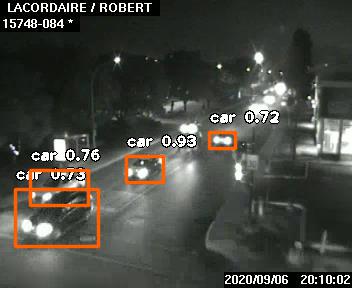 LACORDAIRE / ROBERT
15748-084 *
car 0.72
car 0.93
car 0.76
car 0.73
2020/09/06 20:10:02